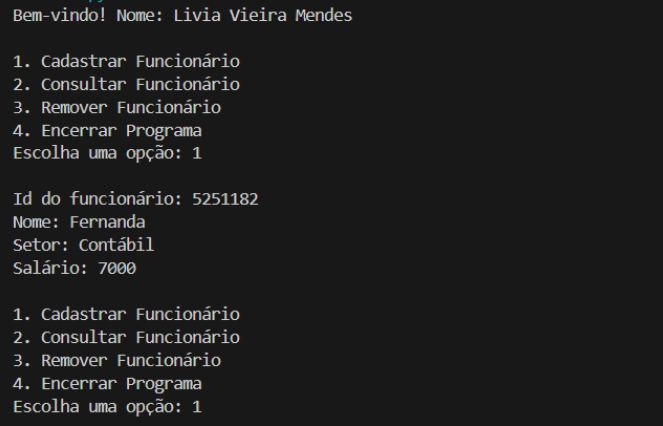 Bem-vindo! Nome: Livia Vieira Mendes
1. Cadastrar Funcionário
2. Consultar Funcionário
3. Remover Funcionário
4. Encerrar Programa
Escolha uma opção: 1
Id do funcionário: 5251182
Nome: Fernanda
Setor: Contábil
Salário: 7000
1. Cadastrar Funcionário
2. Consultar Funcionário
3. Remover Funcionário
4. Encerrar Programa
Escolha uma opção: 1